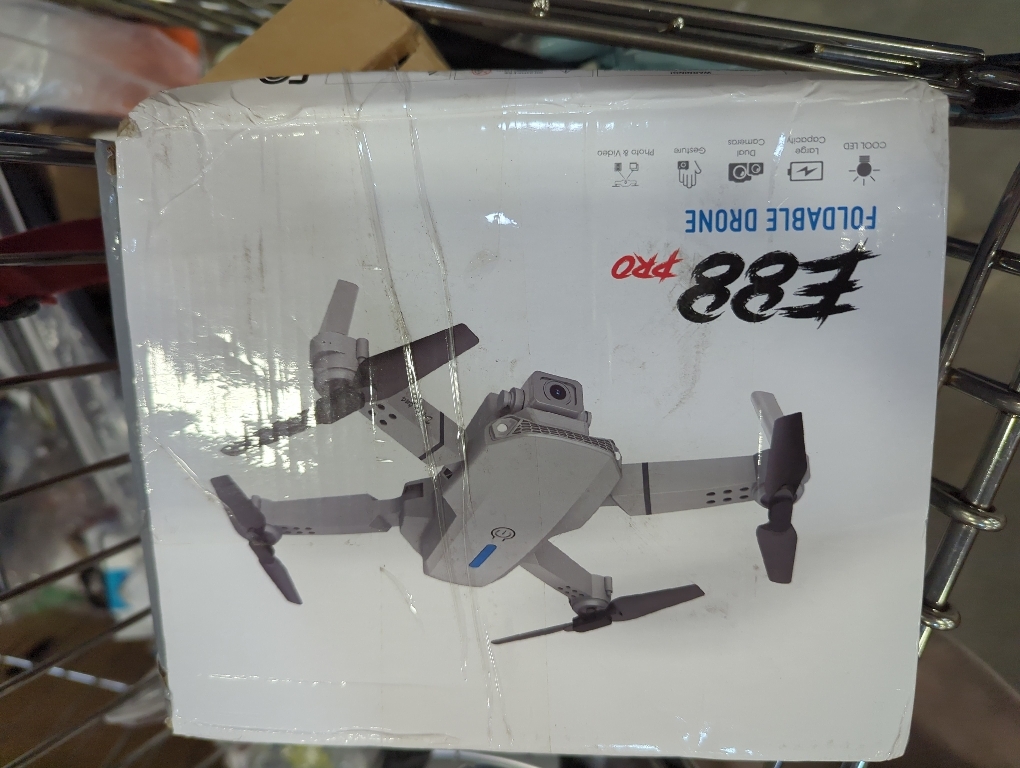 E88 PRO
FOLDABLE DRONE
COOL LED
Large Capacity
Dual Cameras
Gesture
Photo & Video